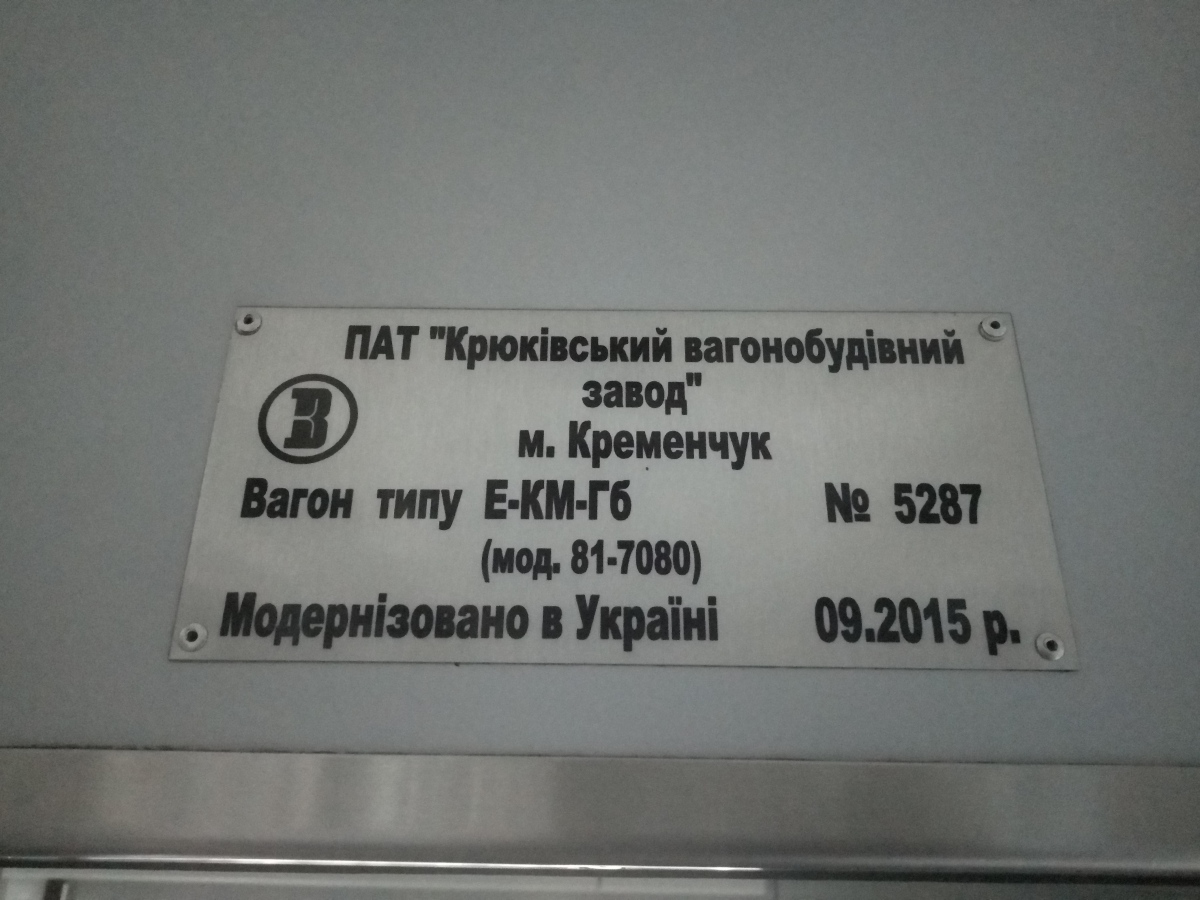 ПАТ "Крюківський вагонобудівний
завод"
В
м. Кременчук
Вагон типу Е-КМ-Гб № 5287
(мод. 81-7080)
Модернізовано в Україні 09.2015 р.